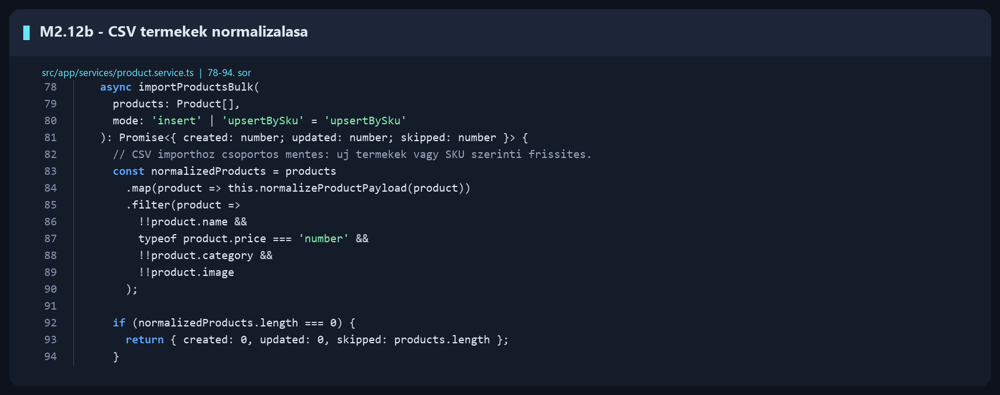 M2.12b - CSV termekek normalizalasa
src/app/services/product.service.ts | 78-94. sor
78 async importProductsBulk(
79 products: Product[],
80 mode: 'insert' | 'upsertBySku' = 'upsertBySku'
81 ): Promise<{ created: number; updated: number; skipped: number }> {
82 // CSV importhoz csoportos mentes: uj termekek vagy SKU szerinti frissites.
83 const normalizedProducts = products
84 .map(product => this.normalizeProductPayload(product))
85 .filter(product =>
86 !!product.name &&
87 typeof product.price === 'number' &&
88 !!product.category &&
89 !!product.image
90 );
91
92 if (normalizedProducts.length === 0) {
93 return { created: 0, updated: 0, skipped: products.length };
94 }